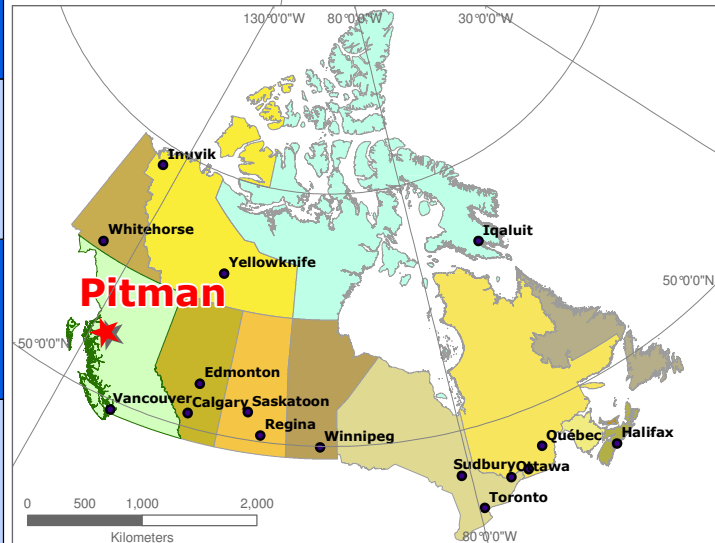 130°0'0"W 80°0'0"W 30°0'0"W
Inuvik
Whitehorse
Iqaluit
Yellowknife
50°0'0"N
Pitman
50°0'0"N
Edmonton
Vancouver
Calgary
Saskatoon
Regina
Winnipeg
Québec
Halifax
Sudbury
Ottawa
Toronto
0 500 1,000 2,000
Kilometers
80°0'0"W